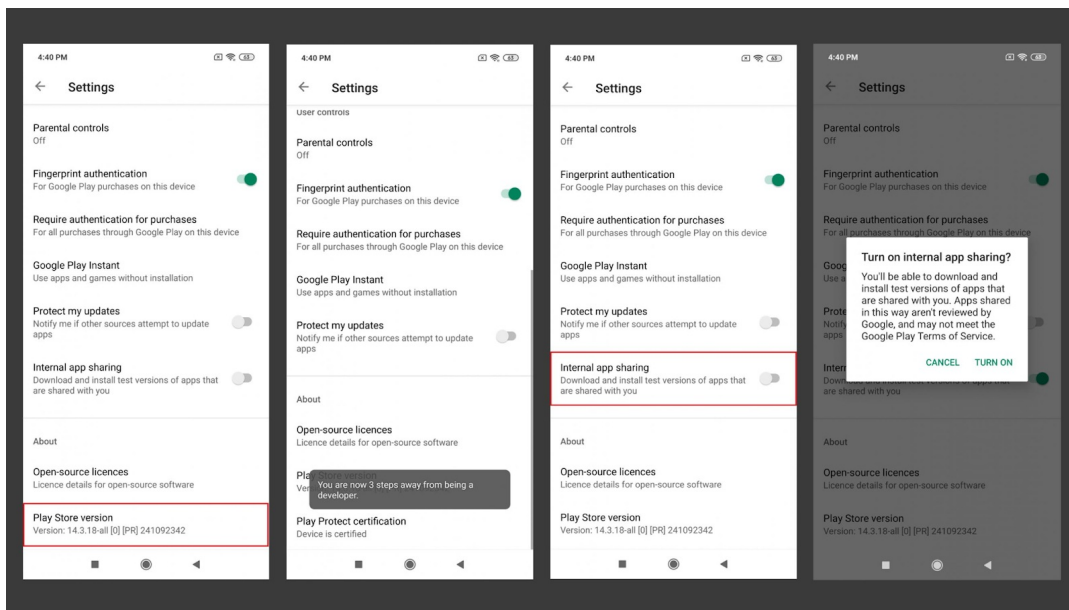 4:40 PM
63
Settings
Parental controls
Off
Fingerprint authentication
For Google Play purchases on this device
Require authentication for purchases
For all purchases through Google Play on this device
Google Play Instant
Use apps and games without installation
Protect my updates
Notify me if other sources attempt to update
apps
Internal app sharing
Download and install test versions of apps that
are shared with you
About
Open-source licences
Licence details for open-source software
Play Store version
Version: 14.3.18-all [0] [PR] 241092342
4:40 PM
63
Settings
User controls
Parental controls
Off
Fingerprint authentication
For Google Play purchases on this device
Require authentication for purchases
For all purchases through Google Play on this device
Google Play Instant
Use apps and games without installation
Protect my updates
Notify me if other sources attempt to update
apps
Internal app sharing
About
Open-source licences
Licence details for open-source software
You are now 3 steps away from being a
developer.
Play Protect certification
Device is certified
4:40 PM
63
Settings
Parental controls
Off
Fingerprint authentication
For Google Play purchases on this device
Require authentication for purchases
For all purchases through Google Play on this device
Google Play Instant
Use apps and games without installation
Protect my updates
Notify me if other sources attempt to update
apps
Internal app sharing
Download and install test versions of apps that
are shared with you
About
Open-source licences
Licence details for open-source software
Play Store version
Version: 14.3.18-all [0] [PR] 241092342
4:40 PM
63
Settings
Parental controls
Off
Fingerprint authentication
For Google Play purchases on this device
Require authentication for purchases
For all purchases through Google Play on this device
Turn on internal app sharing?
You'll be able to download and
install test versions of apps that
are shared with you. Apps shared
in this way aren't reviewed by
Google, and may not meet the
Google Play Terms of Service.
CANCEL TURN ON
are shared with you
About
Open-source licences
Licence details for open-source software
Play Store version
Version: 14.3.18-all [0] [PR] 241092342